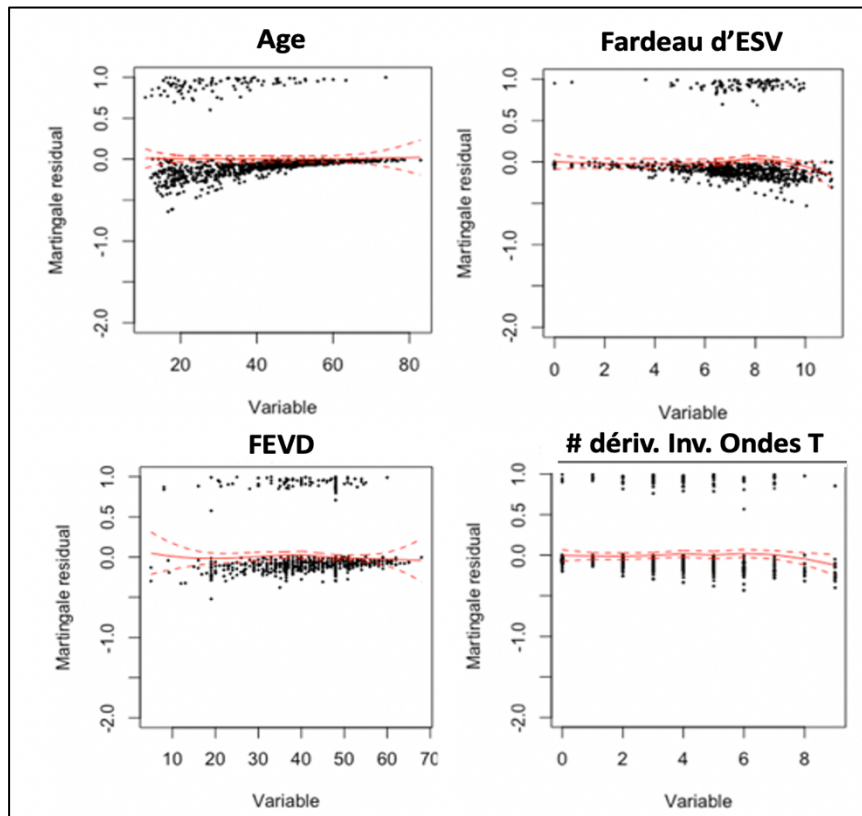 Age
Martingale residual
1.0
0.5
0.0
-1.0
-2.0
20 40 60 80
Variable
Fardeau d’ESV
Martingale residual
1.0
0.5
0.0
-1.0
-2.0
0 2 4 6 8 10
Variable
FEVD
Martingale residual
1.0
0.5
0.0
-1.0
-2.0
10 20 30 40 50 60 70
Variable
# dériv. Inv. Ondes T
Martingale residual
1.0
0.5
0.0
-1.0
-2.0
0 2 4 6 8
Variable